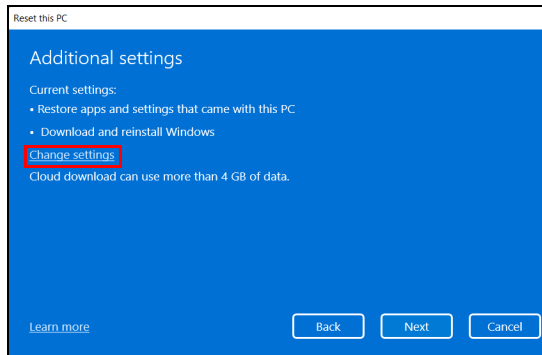 Reset this PC
Additional settings
Current settings:
• Restore apps and settings that came with this PC
• Download and reinstall Windows
Change settings
Cloud download can use more than 4 GB of data.
Learn more
Back
Next
Cancel